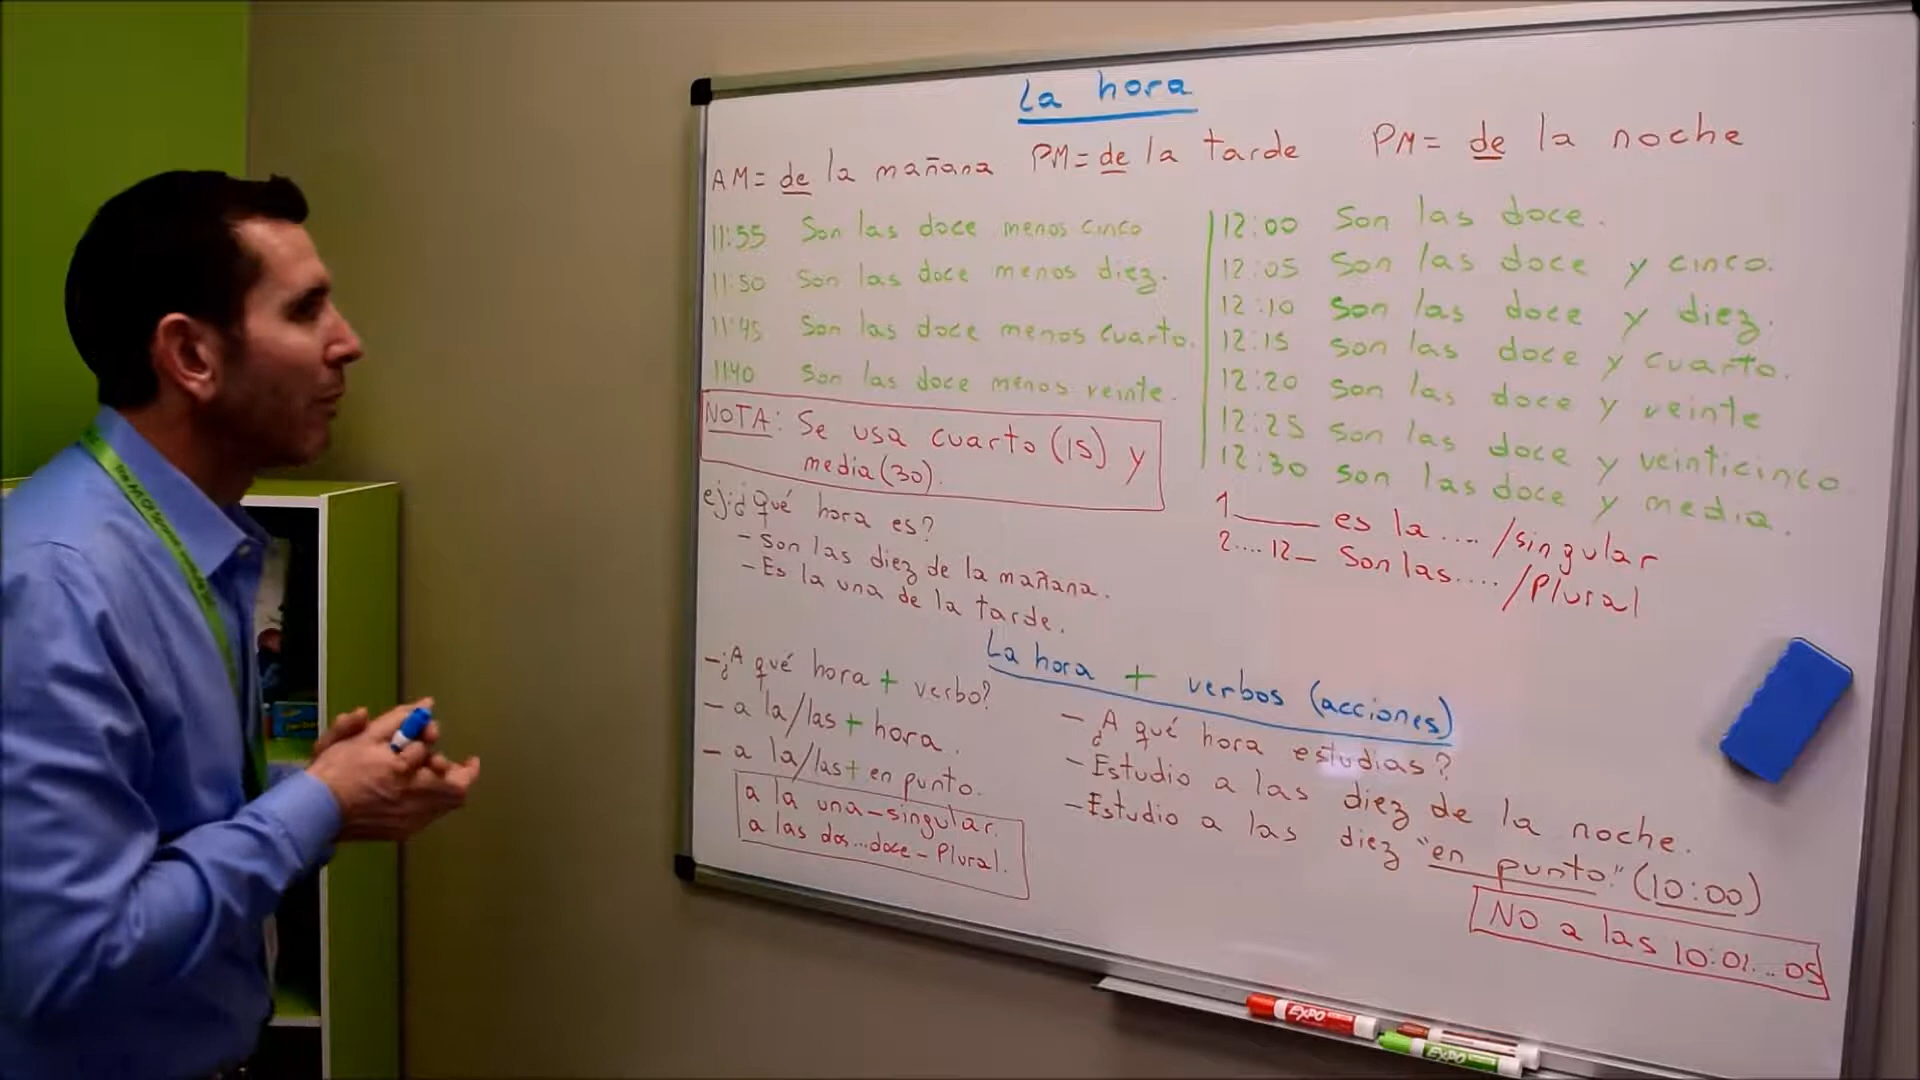 La hora
AM= de la mañana PM= de la tarde PM= de la noche
11:55 Son las doce menos cinco
11:50 Son las doce menos diez.
11:45 Son las doce menos cuarto.
11:40 Son las doce menos veinte.
NOTA: Se usa cuarto (15) y
media (30).
ej: ¿Qué hora es?
- Son las diez de la mañana.
- Es la una de la tarde.
12:00 Son las doce.
12:05 Son las doce y cinco.
12:10 Son las doce y diez.
12:15 son las doce y cuarto.
12:20 son las doce y veinte
12:25 son las doce y veinticinco
12:30 son las doce y media.
1____ es la .... /singular
2....12_ Son las.... /Plural
La hora + verbos (acciones)
-¿A qué hora + verbo?
- a la/las + hora.
- a la/las+ en punto.
a la una-singular.
a las dos...doce-Plural.
- ¿A qué hora estudias?
- Estudio a las diez de la noche.
- Estudio a las diez "en punto." (10:00)
NO a las 10:01...05
EXPO
EXPO